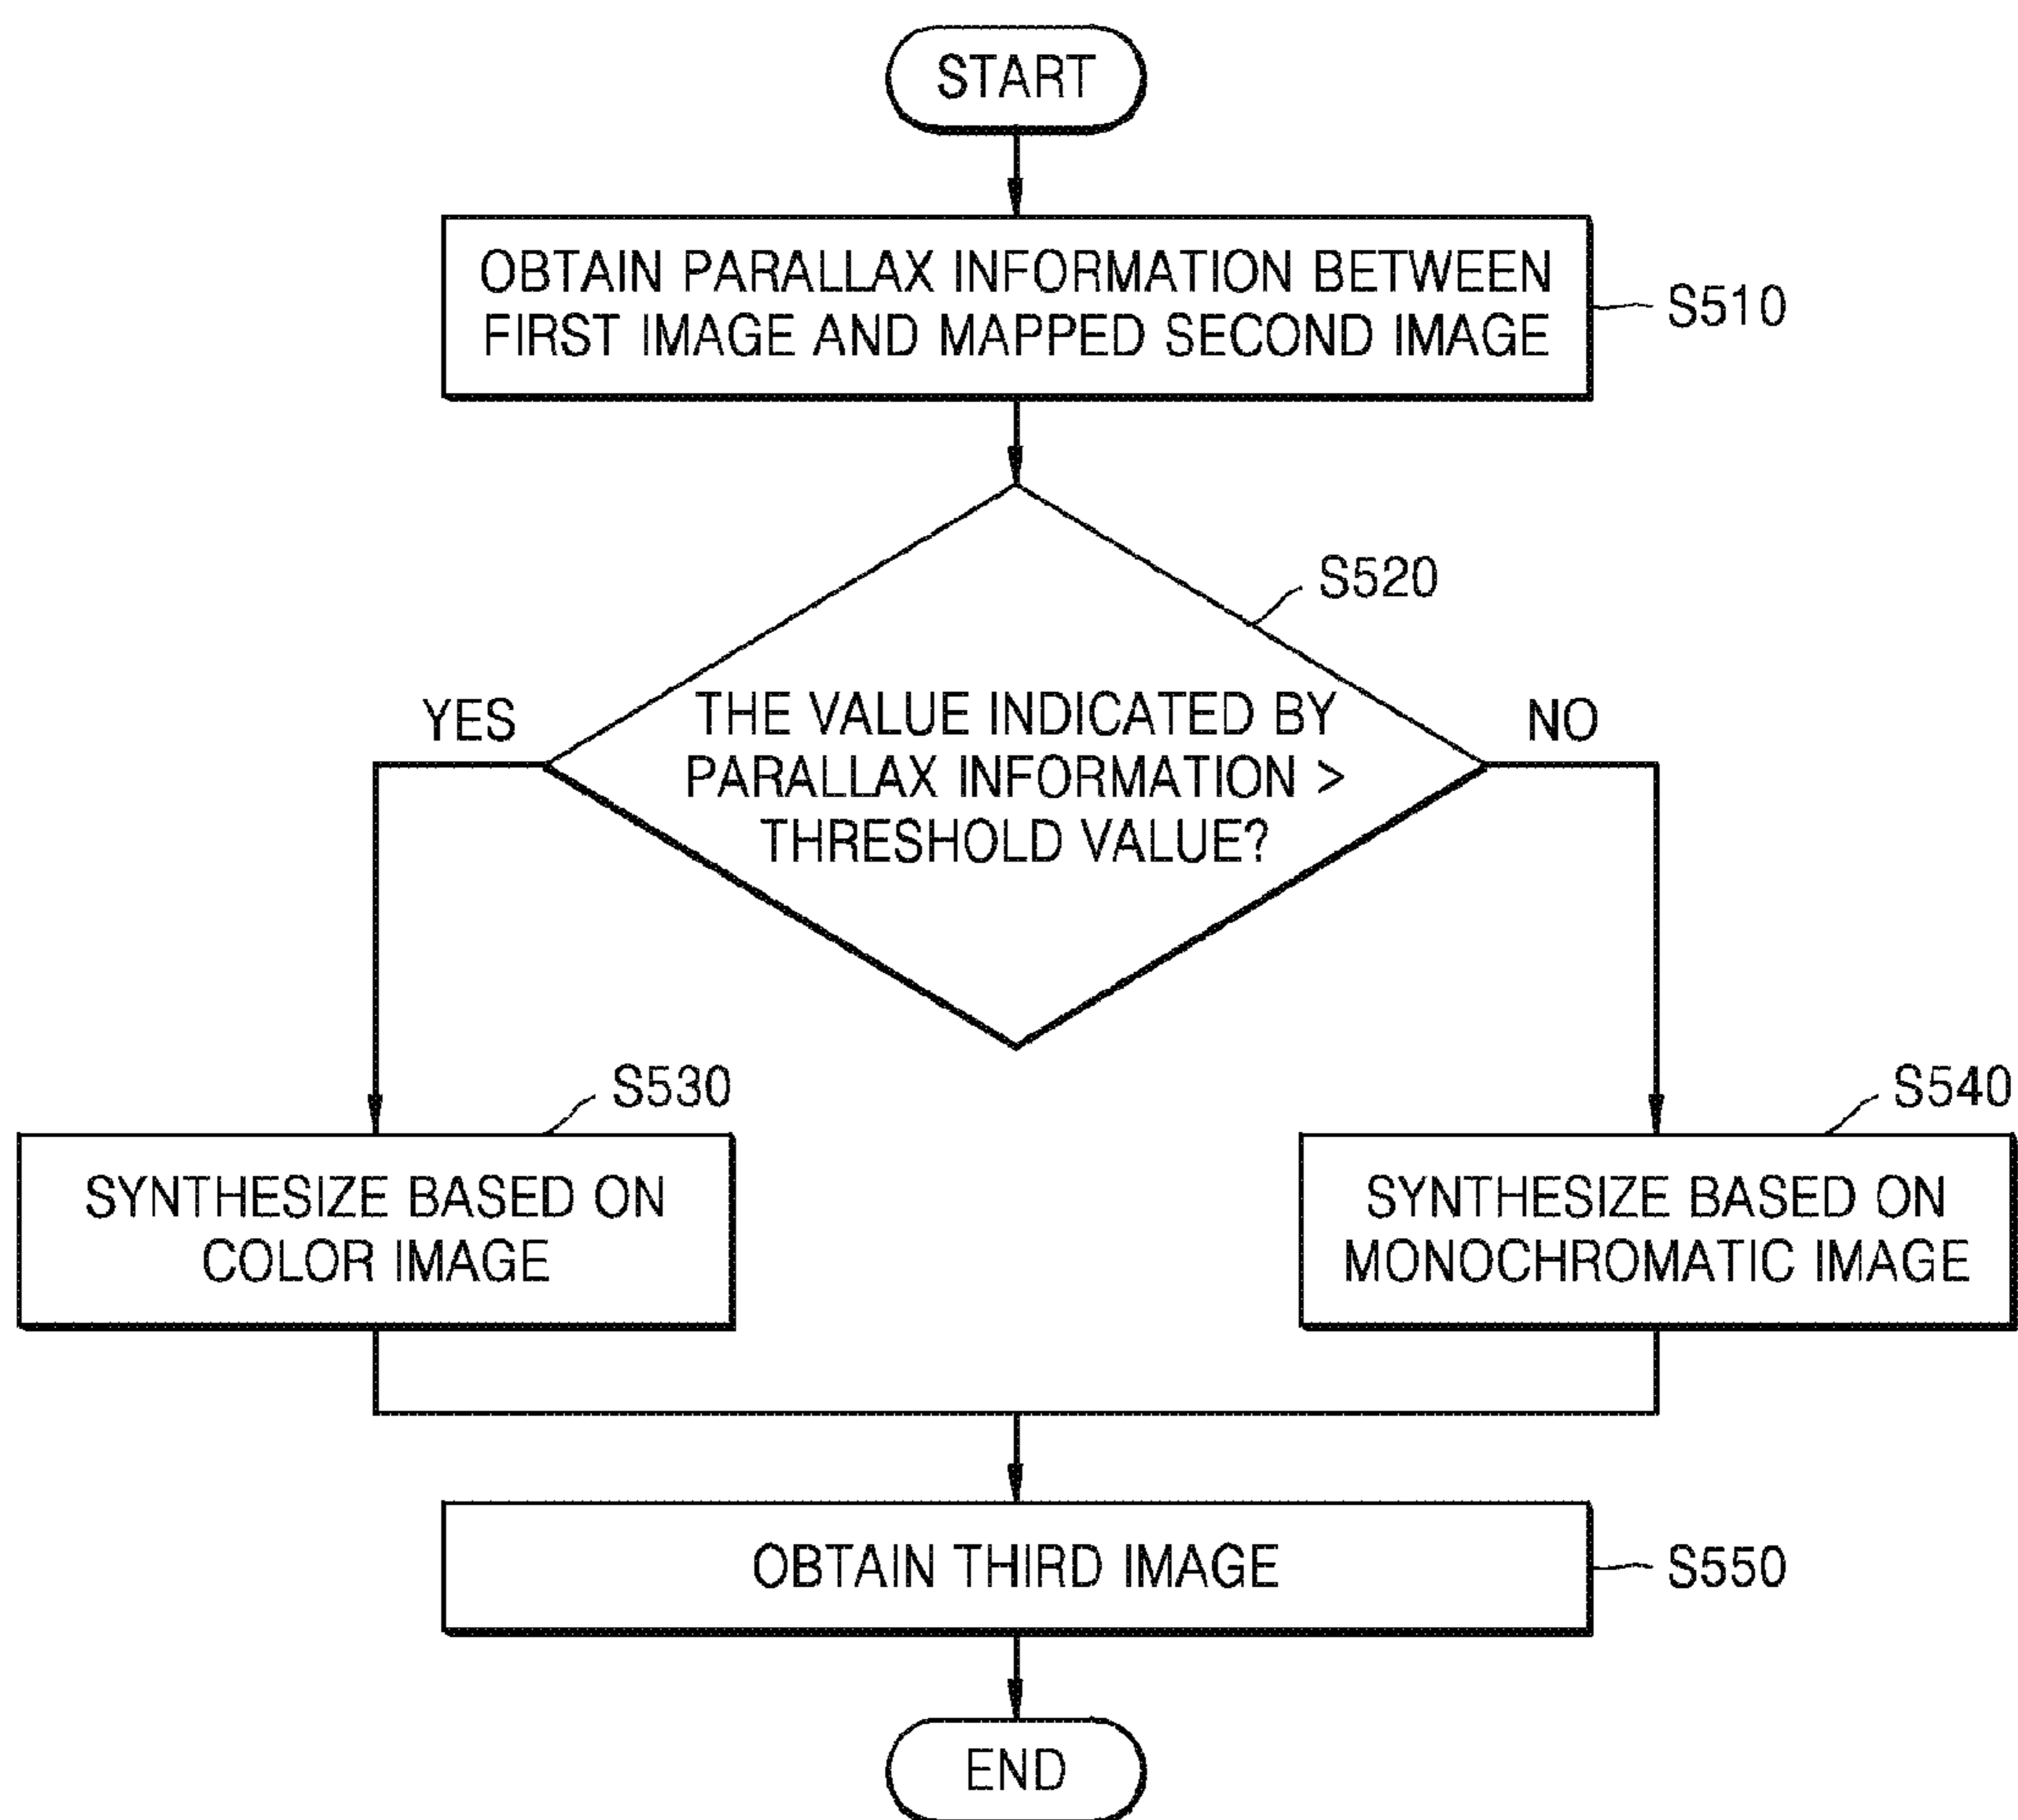 START
OBTAIN PARALLAX INFORMATION BETWEEN
FIRST IMAGE AND MAPPED SECOND IMAGE
S510
S520
YES
THE VALUE INDICATED BY
PARALLAX INFORMATION >
THRESHOLD VALUE?
NO
S530
SYNTHESIZE BASED ON
COLOR IMAGE
S540
SYNTHESIZE BASED ON
MONOCHROMATIC IMAGE
OBTAIN THIRD IMAGE
S550
END